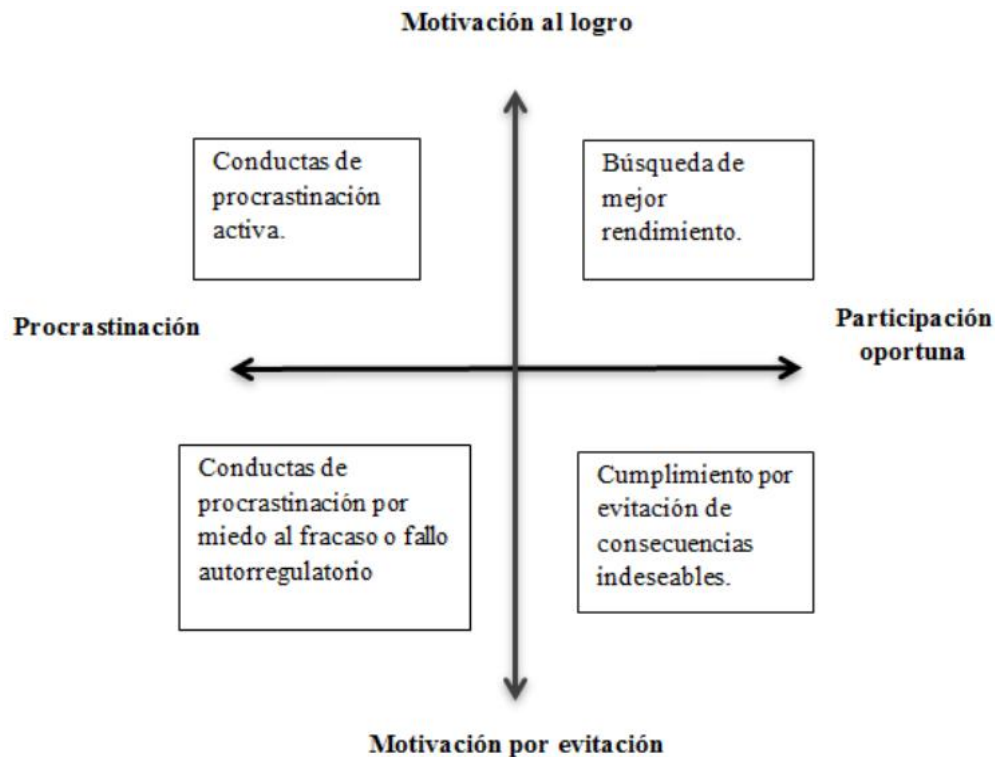 Motivación al logro
Conductas de
procrastinación
activa.
Búsqueda de
mejor
rendimiento.
Procrastinación
Participación
oportuna
Conductas de
procrastinación por
miedo al fracaso o fallo
autorregulatorio
Cumplimiento por
evitación de
consecuencias
indeseables.
Motivación por evitación